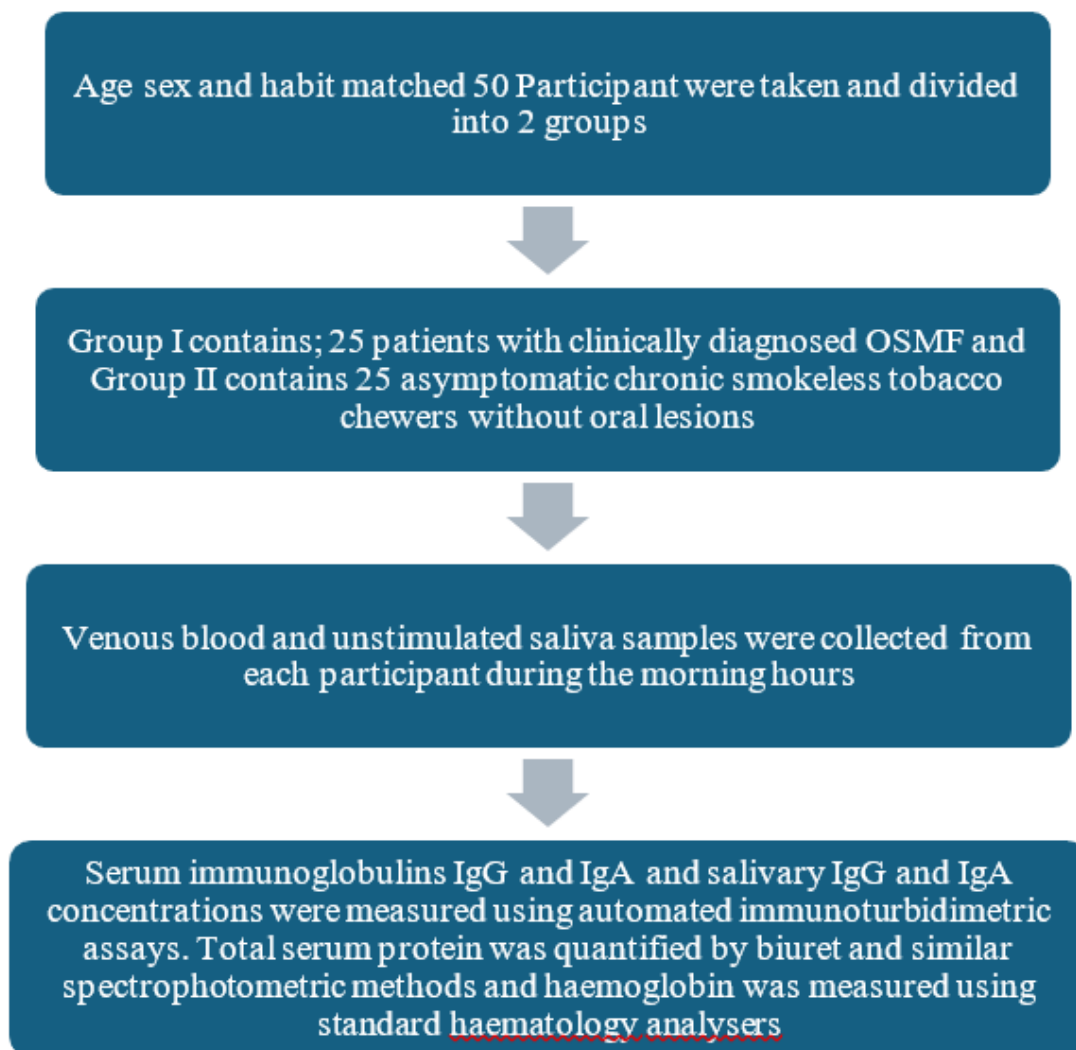 Age sex and habit matched 50 Participant were taken and divided
into 2 groups
Group I contains; 25 patients with clinically diagnosed OSMF and
Group II contains 25 asymptomatic chronic smokeless tobacco
chewers without oral lesions
Venous blood and unstimulated saliva samples were collected from
each participant during the morning hours
Serum immunoglobulins IgG and IgA and salivary IgG and IgA
concentrations were measured using automated immunoturbidimetric
assays. Total serum protein was quantified by biuret and similar
spectrophotometric methods and haemoglobin was measured using
standard haematology analysers